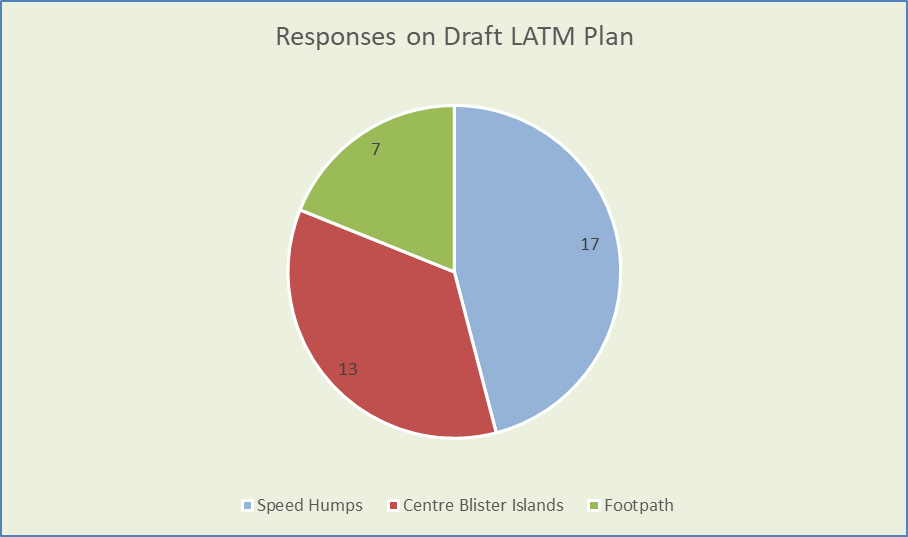 Responses on Draft LATM Plan
7
17
13
Speed Humps Centre Blister Islands Footpath